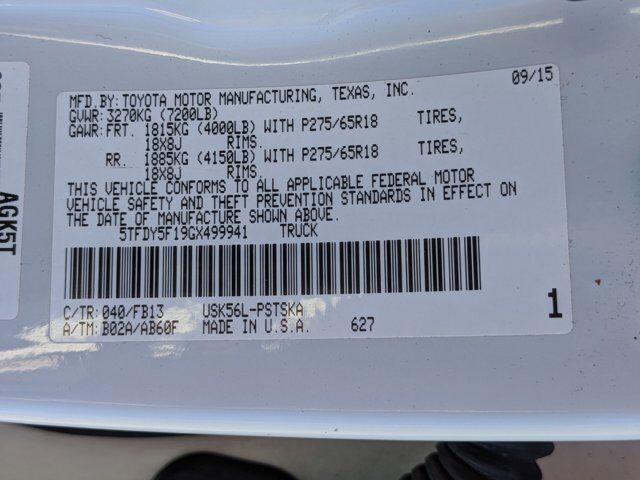 09/15
MFD.BY:TOYOTA MOTOR MANUFACTURING, TEXAS, INC.
GVWR:3270KG (7200LB)
GAWR:FRT. 1815KG (4000LB) WITH P275/65R18 TIRES,
18X8J RIMS.
RR. 1885KG (4150LB) WITH P275/65R18 TIRES,
18X8J RIMS.
THIS VEHICLE CONFORMS TO ALL APPLICABLE FEDERAL MOTOR
VEHICLE SAFETY AND THEFT PREVENTION STANDARDS IN EFFECT ON
THE DATE OF MANUFACTURE SHOWN ABOVE.
5TFDY5F19GX499941 TRUCK
C/TR:040/FB13 USK56L-PSTSKA
A/TM:B02A/AB60F MADE IN U.S.A. 627
1
AGK5T